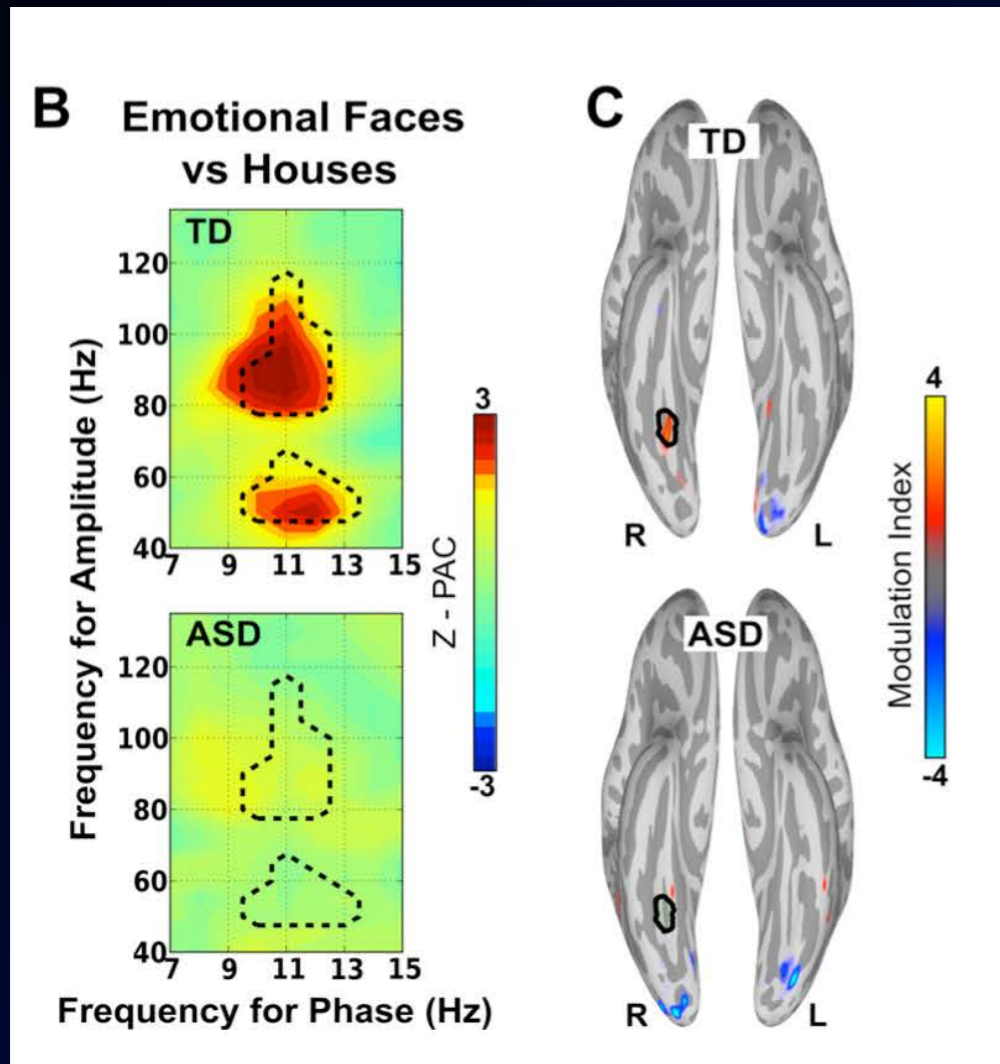 B
Emotional Faces
vs Houses
TD
120
100
80
60
40
7 9 11 13 15
ASD
120
100
80
60
40
7 9 11 13 15
Frequency for Amplitude (Hz)
Frequency for Phase (Hz)
3
Z - PAC
-3
C
TD
R L
ASD
R L
4
Modulation Index
-4